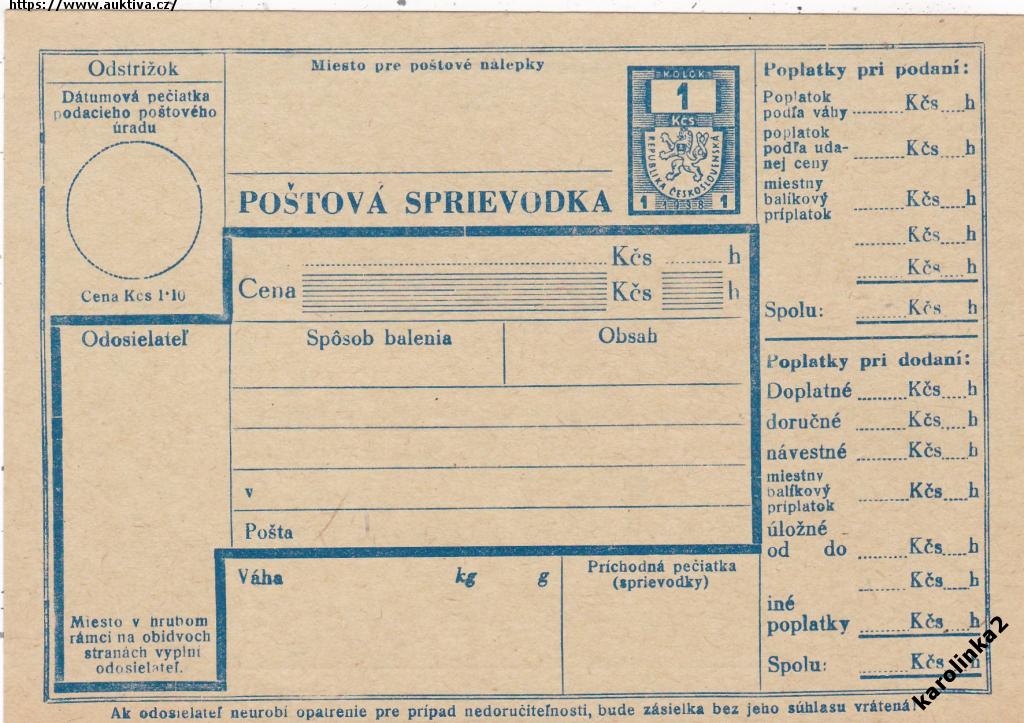 https://www.auktiva.cz/
Odstrižok
Dátumová pečiatka
podacieho poštového
úradu
Cena Kčs 1·10
Odosielateľ
Miesto v hrubom
rámci na obidvoch
stranách vyplní
odosielateľ.
Miesto pre poštové nálepky
KOLOK
1
Kčs
REPUBLIKA ČESKOSLOVENSKÁ
1 1938 1
POŠTOVÁ SPRIEVODKA
Kčs h
Cena Kčs h
Spôsob balenia Obsah
v
Pošta
Váha kg g
Príchodná pečiatka
(sprievodky)
Poplatky pri podaní:
Poplatok
podľa váhy Kčs h
poplatok
podľa uda-
nej ceny Kčs h
miestny
balíkový
príplatok Kčs h
Kčs h
Kčs h
Spolu: Kčs h
Poplatky pri dodaní:
Doplatné Kčs h
doručné Kčs h
návestné Kčs h
miestny
balíkový
príplatok Kčs h
úložné
od do Kčs h
Kčs h
iné
poplatky Kčs h
Spolu: Kčs h
Ak odosielateľ neurobí opatrenie pre prípad nedoručiteľnosti, bude zásielka bez jeho súhlasu vrátená!
karolinka2